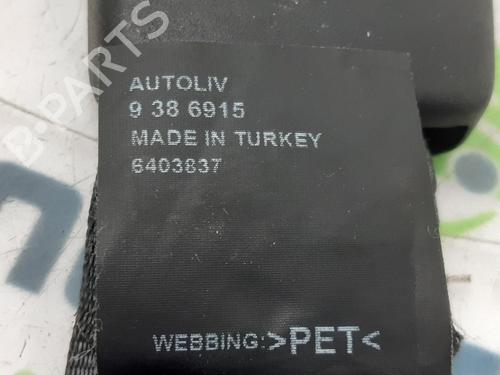 B-PARTS
AUTOLIV
9 38 6915
MADE IN TURKEY
6403837
WEBBING: >PET<